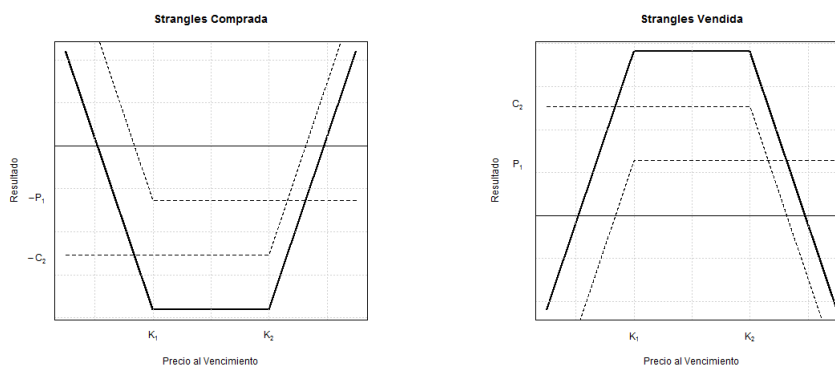 Strangles Comprada
Resultado
−P₁
−C₂
K₁ K₂
Precio al Vencimiento
Strangles Vendida
Resultado
C₂
P₁
K₁ K₂
Precio al Vencimiento